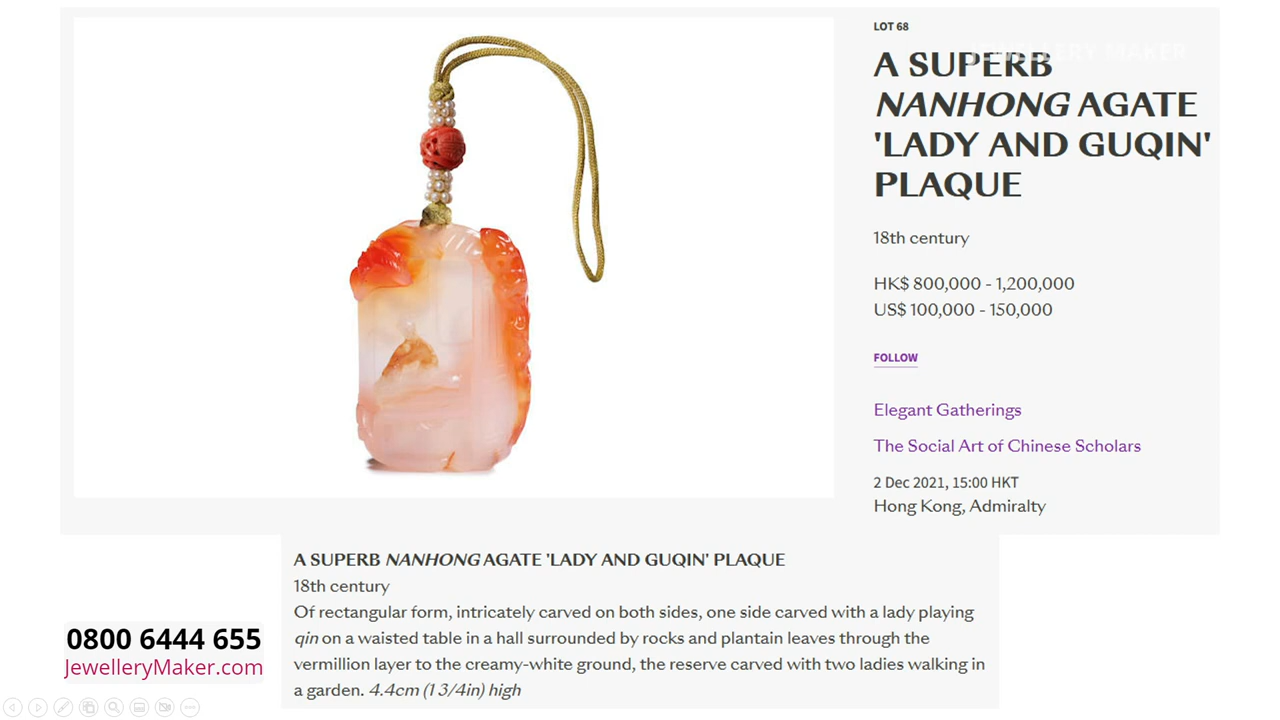 JEWELLERY MAKER
LOT 68
A SUPERB
NANHONG AGATE
'LADY AND GUQIN'
PLAQUE
18th century
HK$ 800,000 - 1,200,000
US$ 100,000 - 150,000
FOLLOW
Elegant Gatherings
The Social Art of Chinese Scholars
2 Dec 2021, 15:00 HKT
Hong Kong, Admiralty
A SUPERB NANHONG AGATE 'LADY AND GUQIN' PLAQUE
18th century
Of rectangular form, intricately carved on both sides, one side carved with a lady playing
qin on a waisted table in a hall surrounded by rocks and plantain leaves through the
vermillion layer to the creamy-white ground, the reserve carved with two ladies walking in
a garden. 4.4cm (1 3/4in) high
0800 6444 655
JewelleryMaker.com